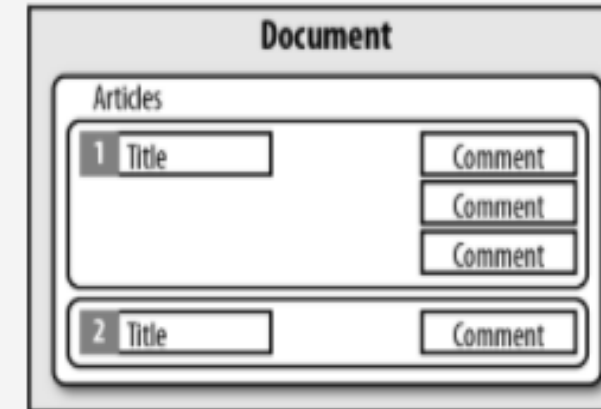 Document
Articles
1 Title Comment
Comment
Comment
2 Title Comment